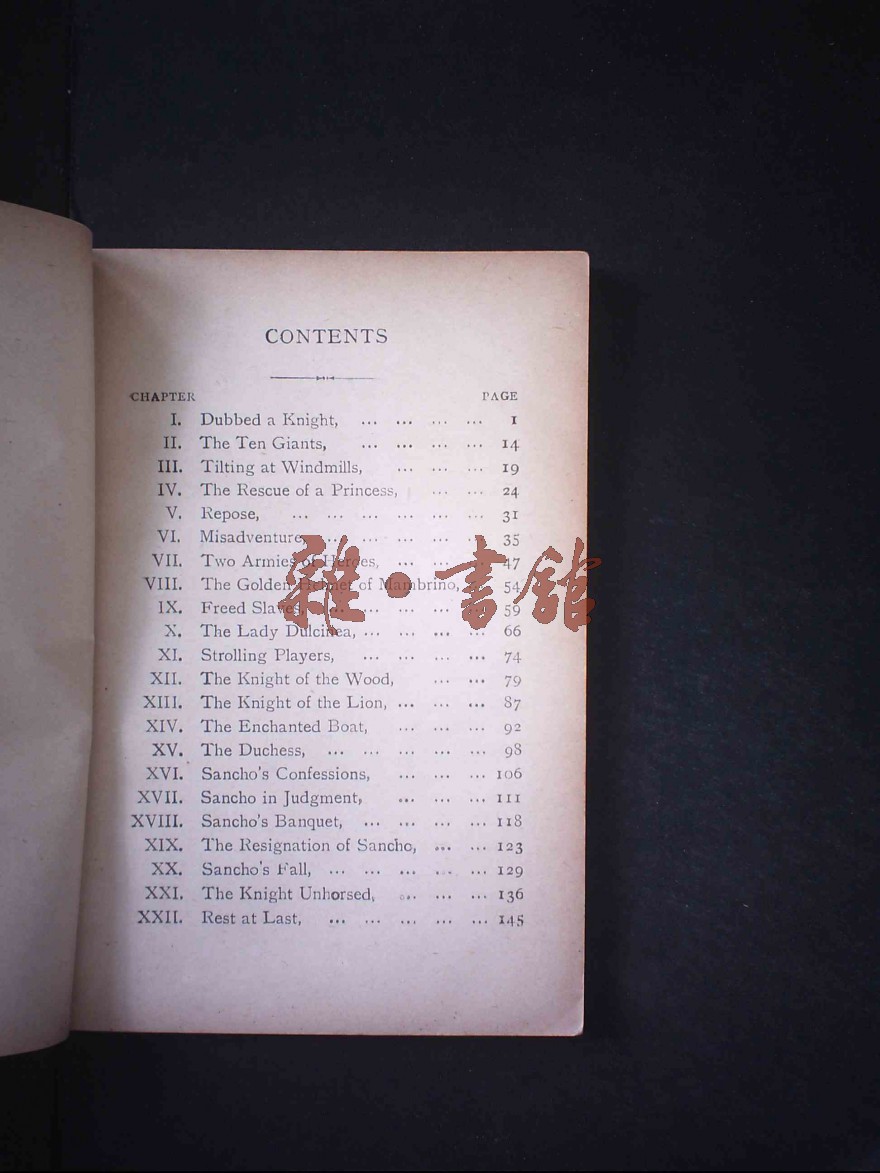 CONTENTS
CHAPTER PAGE
I. Dubbed a Knight, ... ... ... ... 1
II. The Ten Giants, ... ... ... ... 14
III. Tilting at Windmills, ... ... ... 19
IV. The Rescue of a Princess, ... ... 24
V. Repose, ... ... ... ... ... ... 31
VI. Misadventure, ... ... ... ... ... 35
VII. Two Armies of Heroes, ... ... ... 47
VIII. The Golden Helmet of Mambrino, ... 54
IX. Freed Slaves, ... ... ... ... ... 59
X. The Lady Dulcinea, ... ... ... ... 66
XI. Strolling Players, ... ... ... ... 74
XII. The Knight of the Wood, ... ... 79
XIII. The Knight of the Lion, ... ... ... 87
XIV. The Enchanted Boat, ... ... ... 92
XV. The Duchess, ... ... ... ... ... 98
XVI. Sancho's Confessions, ... ... ... 106
XVII. Sancho in Judgment, ... ... ... 111
XVIII. Sancho's Banquet, ... ... ... ... 118
XIX. The Resignation of Sancho, ... ... 123
XX. Sancho's Fall, ... ... ... ... ... 129
XXI. The Knight Unhorsed, ... ... ... 136
XXII. Rest at Last, ... ... ... ... ... 145
雜·書館